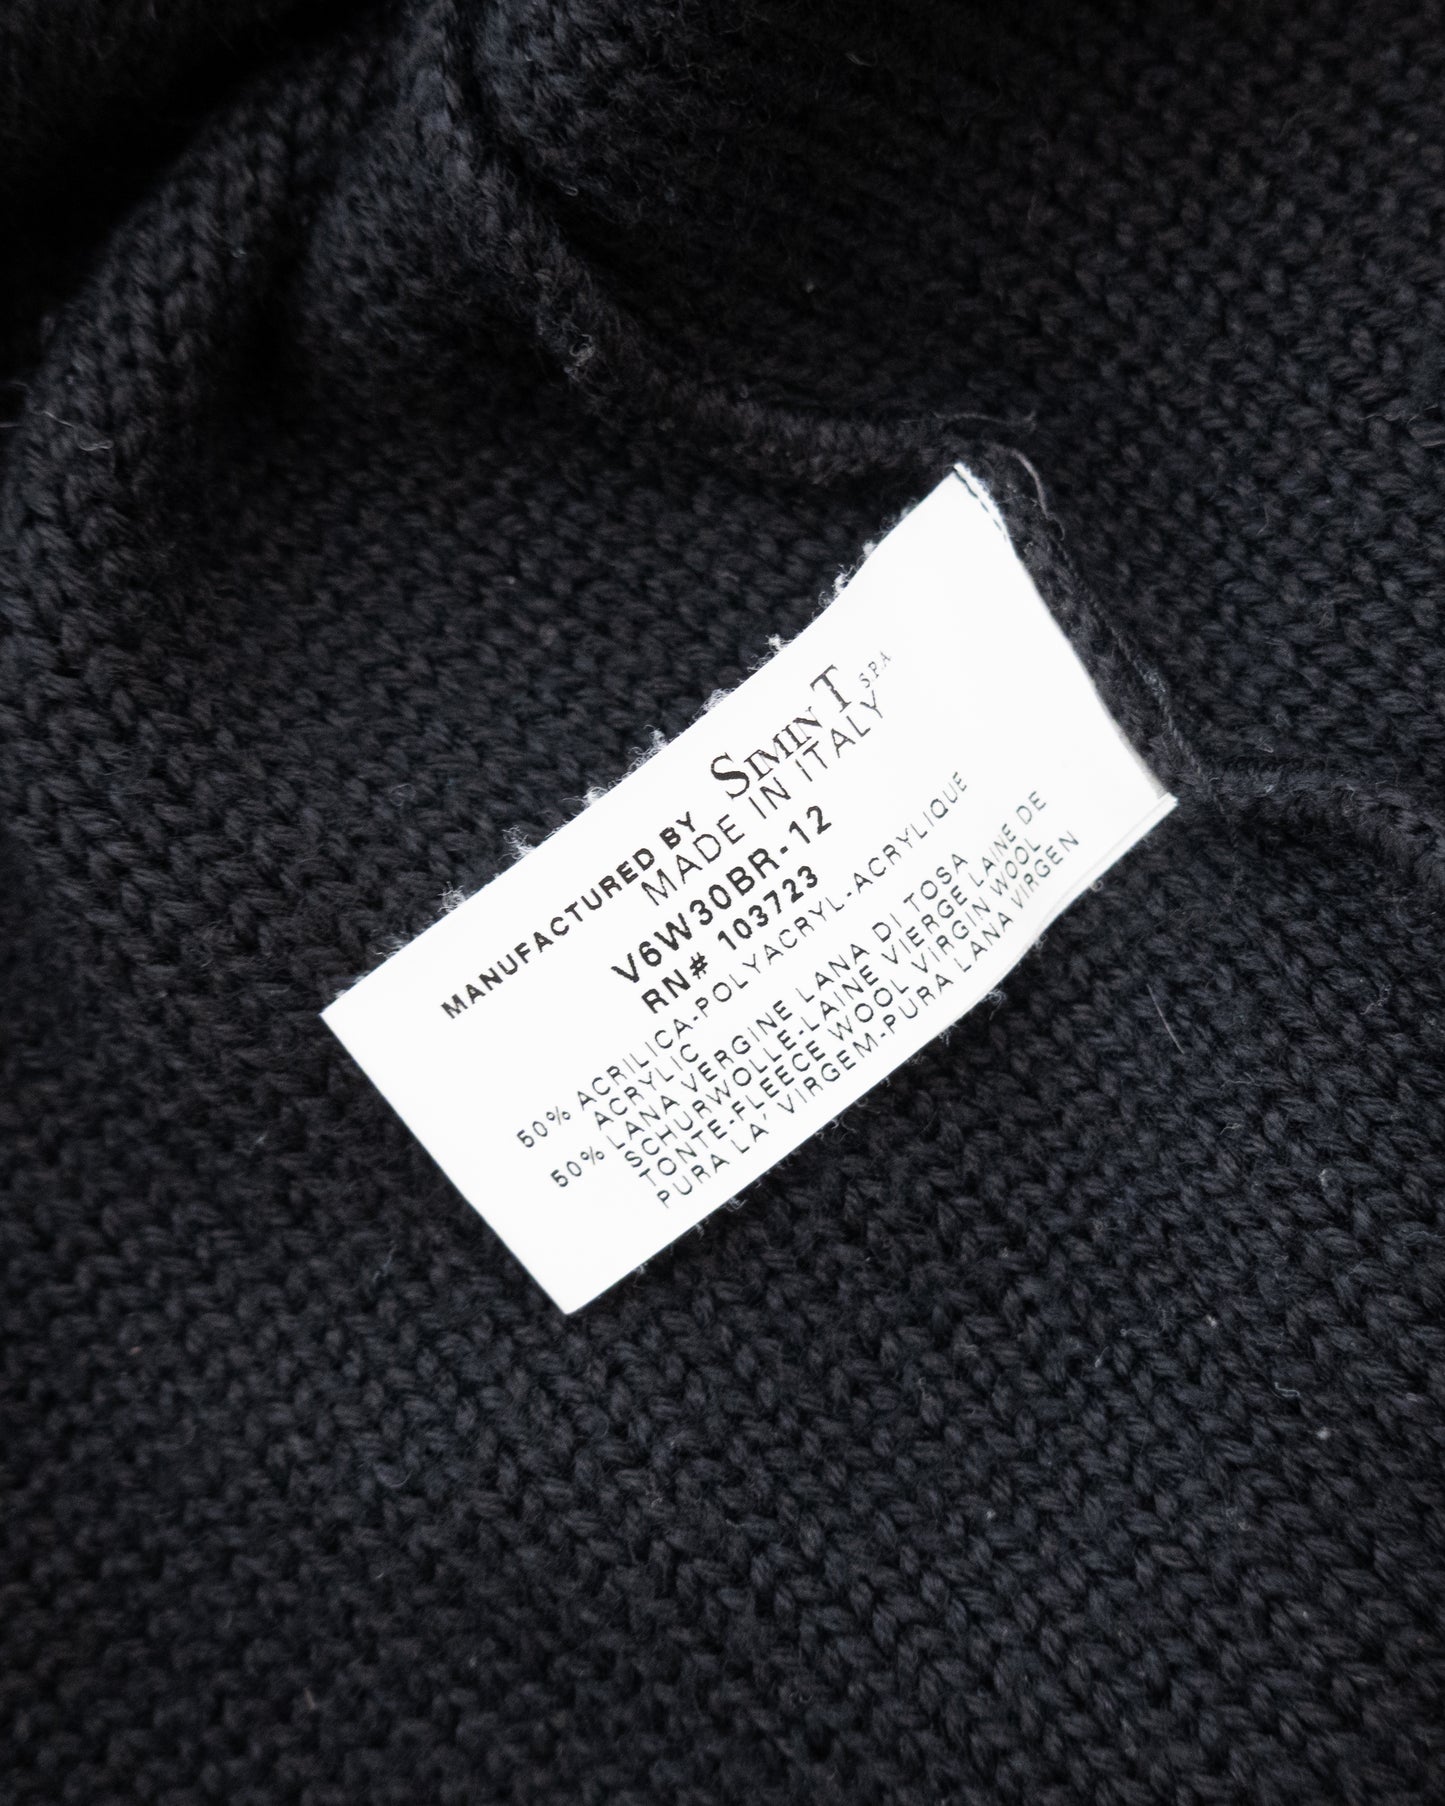 MANUFACTURED BY SIMINT S.P.A
MADE IN ITALY
V6W30BR-12
RN# 103723
50% ACRILICA-POLYACRYL-ACRYLIQUE
ACRYLIC
50% LANA VERGINE LANA DI TOSA
SCHURWOLLE-LAINE VIERGE LAINE DE
TONTE-FLEECE WOOL VIRGIN WOOL
PURA LA' VIRGEM-PURA LANA VIRGEN